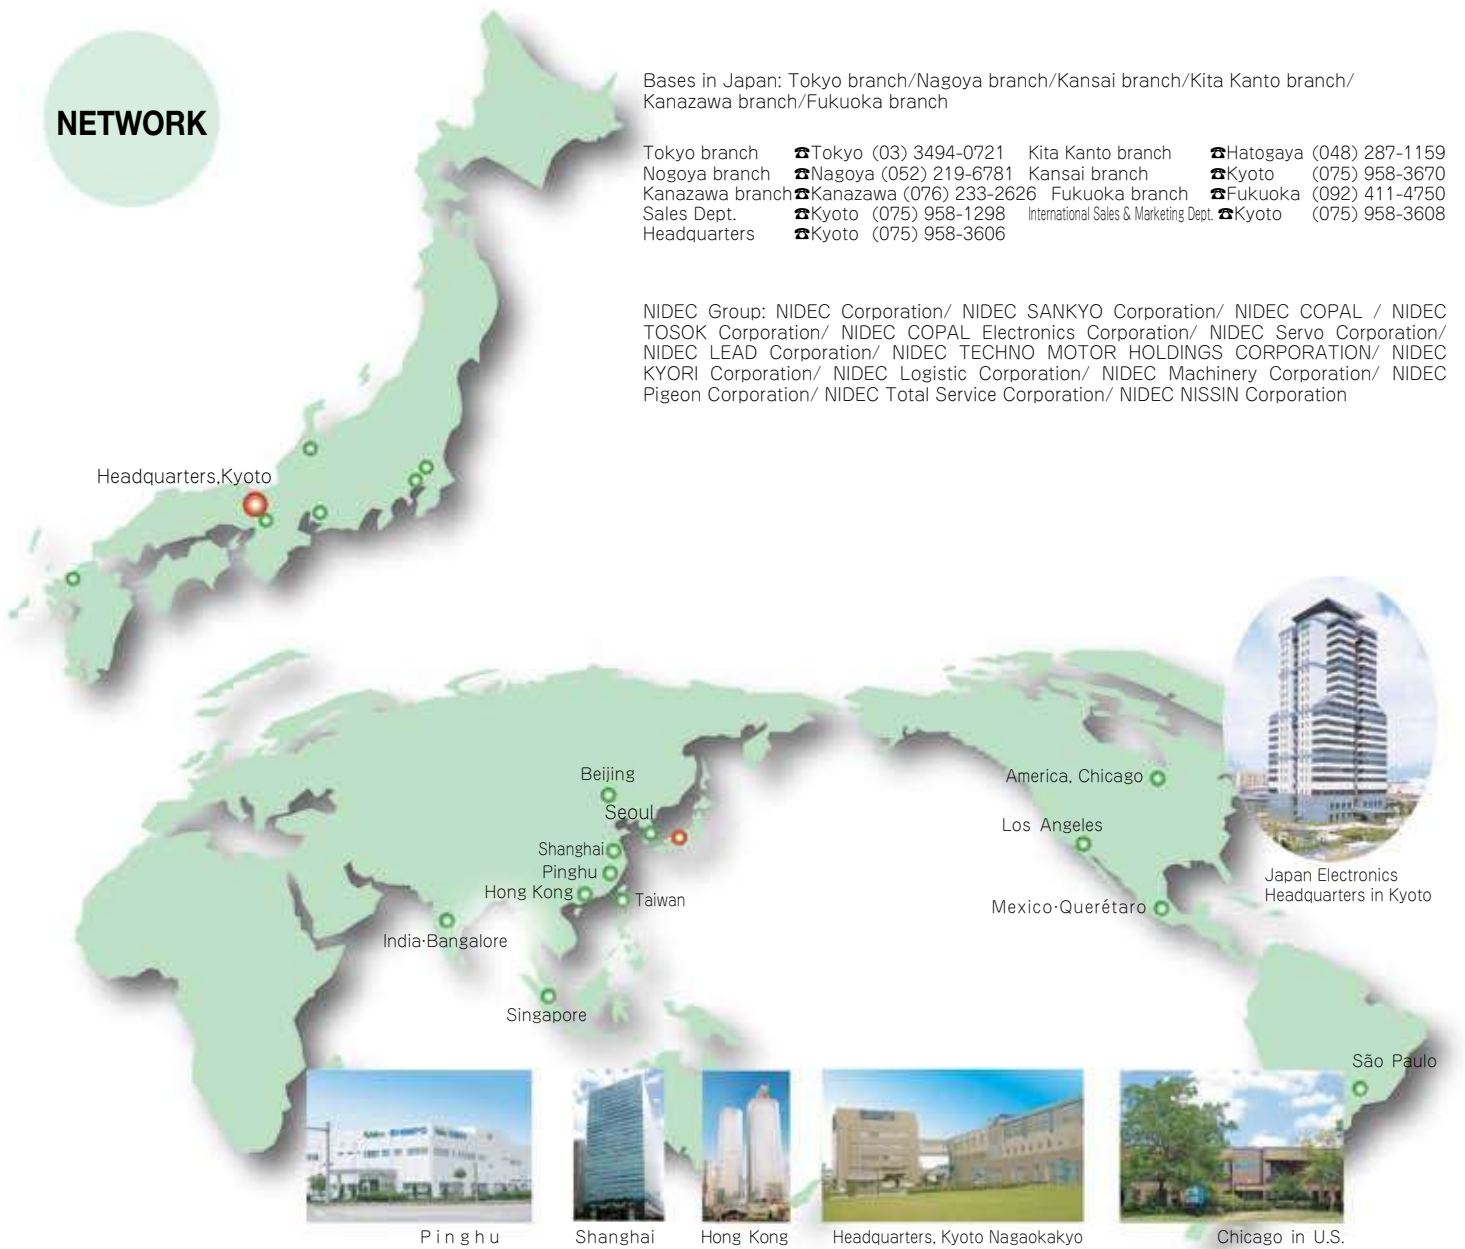 NETWORK
Bases in Japan: Tokyo branch/Nagoya branch/Kansai branch/Kita Kanto branch/
Kanazawa branch/Fukuoka branch
Tokyo branch ☎Tokyo (03) 3494-0721 Kita Kanto branch ☎Hatogaya (048) 287-1159
Nogoya branch ☎Nagoya (052) 219-6781 Kansai branch ☎Kyoto (075) 958-3670
Kanazawa branch ☎Kanazawa (076) 233-2626 Fukuoka branch ☎Fukuoka (092) 411-4750
Sales Dept. ☎Kyoto (075) 958-1298 International Sales & Marketing Dept. ☎Kyoto (075) 958-3608
Headquarters ☎Kyoto (075) 958-3606
NIDEC Group: NIDEC Corporation/ NIDEC SANKYO Corporation/ NIDEC COPAL / NIDEC
TOSOK Corporation/ NIDEC COPAL Electronics Corporation/ NIDEC Servo Corporation/
NIDEC LEAD Corporation/ NIDEC TECHNO MOTOR HOLDINGS CORPORATION/ NIDEC
KYORI Corporation/ NIDEC Logistic Corporation/ NIDEC Machinery Corporation/ NIDEC
Pigeon Corporation/ NIDEC Total Service Corporation/ NIDEC NISSIN Corporation
Headquarters,Kyoto
Beijing
Seoul
Shanghai
Pinghu
Hong Kong
Taiwan
India·Bangalore
Singapore
America, Chicago
Los Angeles
Mexico·Querétaro
São Paulo
Japan Electronics
Headquarters in Kyoto
Pinghu
Shanghai
Hong Kong
Headquarters, Kyoto Nagaokakyo
Chicago in U.S.